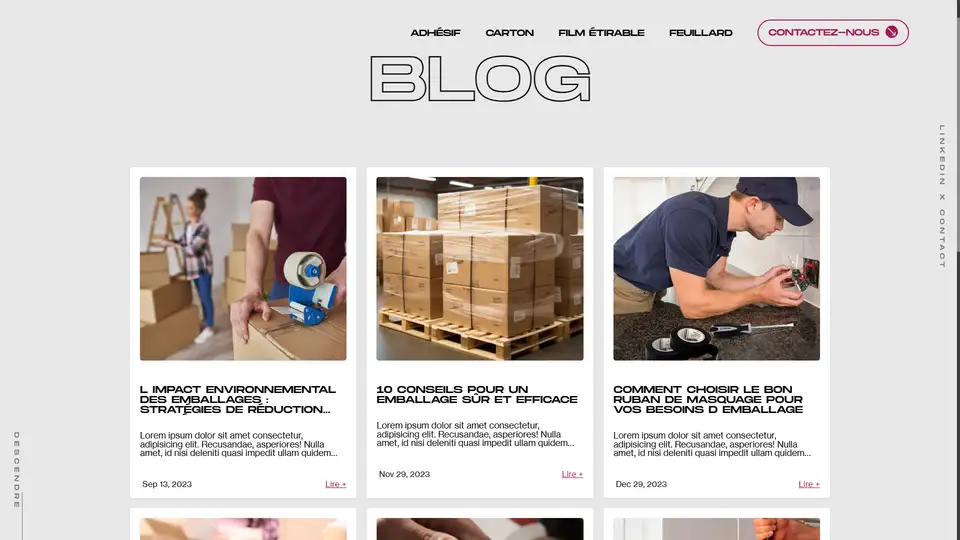 ADHÉSIF CARTON FILM ÉTIRABLE FEUILLARD CONTACTEZ-NOUS
BLOG
LINKEDIN X CONTACT
L IMPACT ENVIRONNEMENTAL
DES EMBALLAGES :
STRATÉGIES DE RÉDUCTION...
Lorem ipsum dolor sit amet consectetur,
adipisicing elit. Recusandae, asperiores! Nulla
amet, id nisi deleniti quasi impedit ullam quidem...
Sep 13, 2023
Lire +
10 CONSEILS POUR UN
EMBALLAGE SÛR ET EFFICACE
Lorem ipsum dolor sit amet consectetur,
adipisicing elit. Recusandae, asperiores! Nulla
amet, id nisi deleniti quasi impedit ullam quidem...
Nov 29, 2023
Lire +
COMMENT CHOISIR LE BON
RUBAN DE MASQUAGE POUR
VOS BESOINS D EMBALLAGE
Lorem ipsum dolor sit amet consectetur,
adipisicing elit. Recusandae, asperiores! Nulla
amet, id nisi deleniti quasi impedit ullam quidem...
Dec 29, 2023
Lire +
DESCENDRE